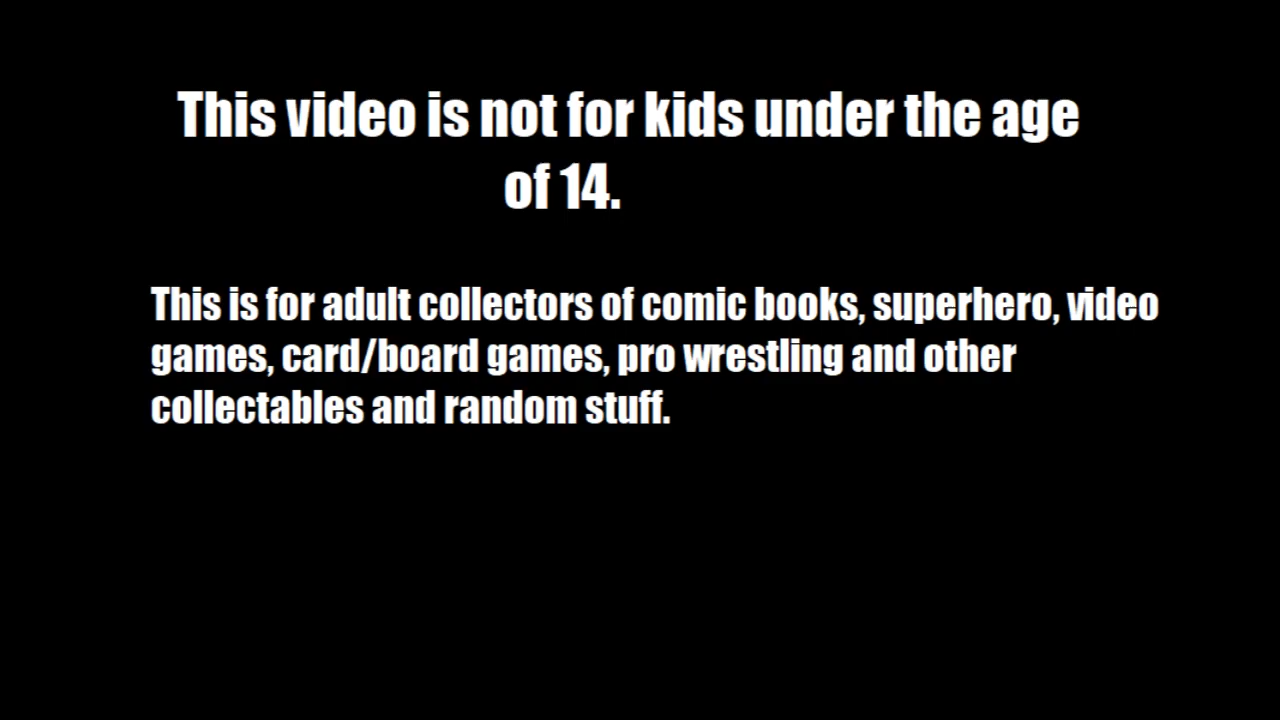 This video is not for kids under the age
of 14.
This is for adult collectors of comic books, superhero, video
games, card/board games, pro wrestling and other
collectables and random stuff.